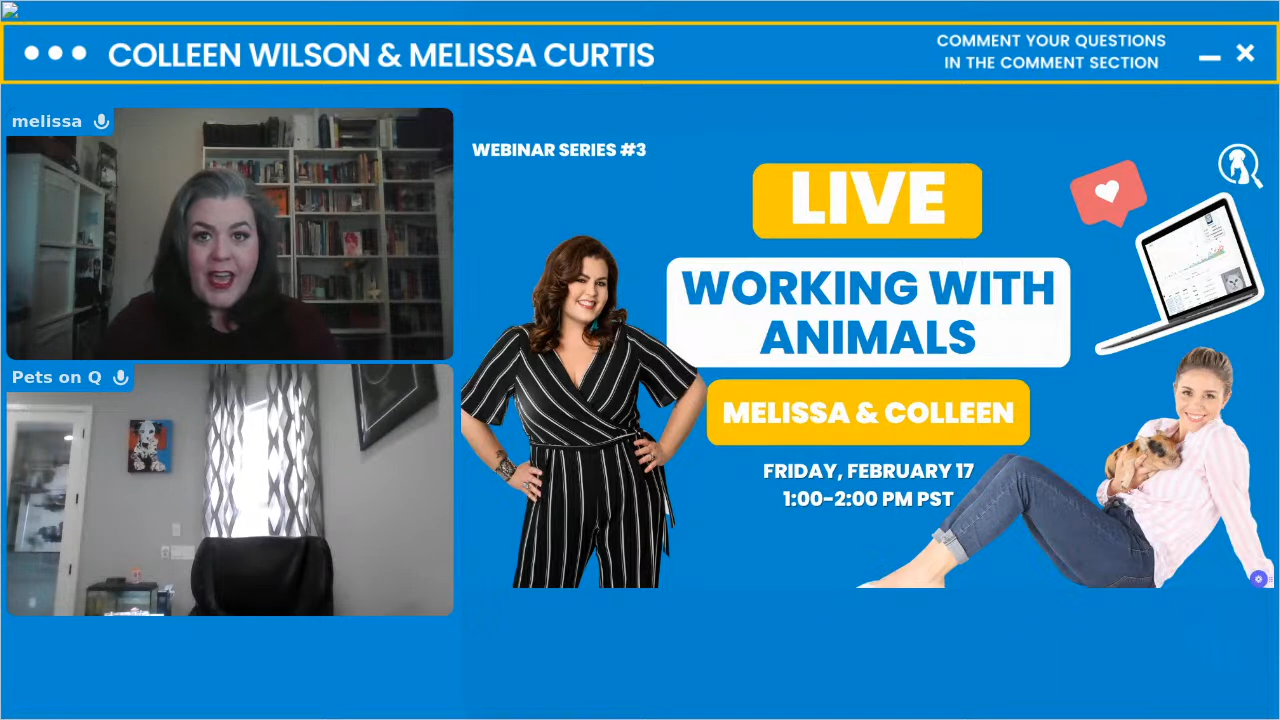 COLLEEN WILSON & MELISSA CURTIS
COMMENT YOUR QUESTIONS
IN THE COMMENT SECTION
melissa
Pets on Q
WEBINAR SERIES #3
LIVE
WORKING WITH
ANIMALS
MELISSA & COLLEEN
FRIDAY, FEBRUARY 17
1:00-2:00 PM PST